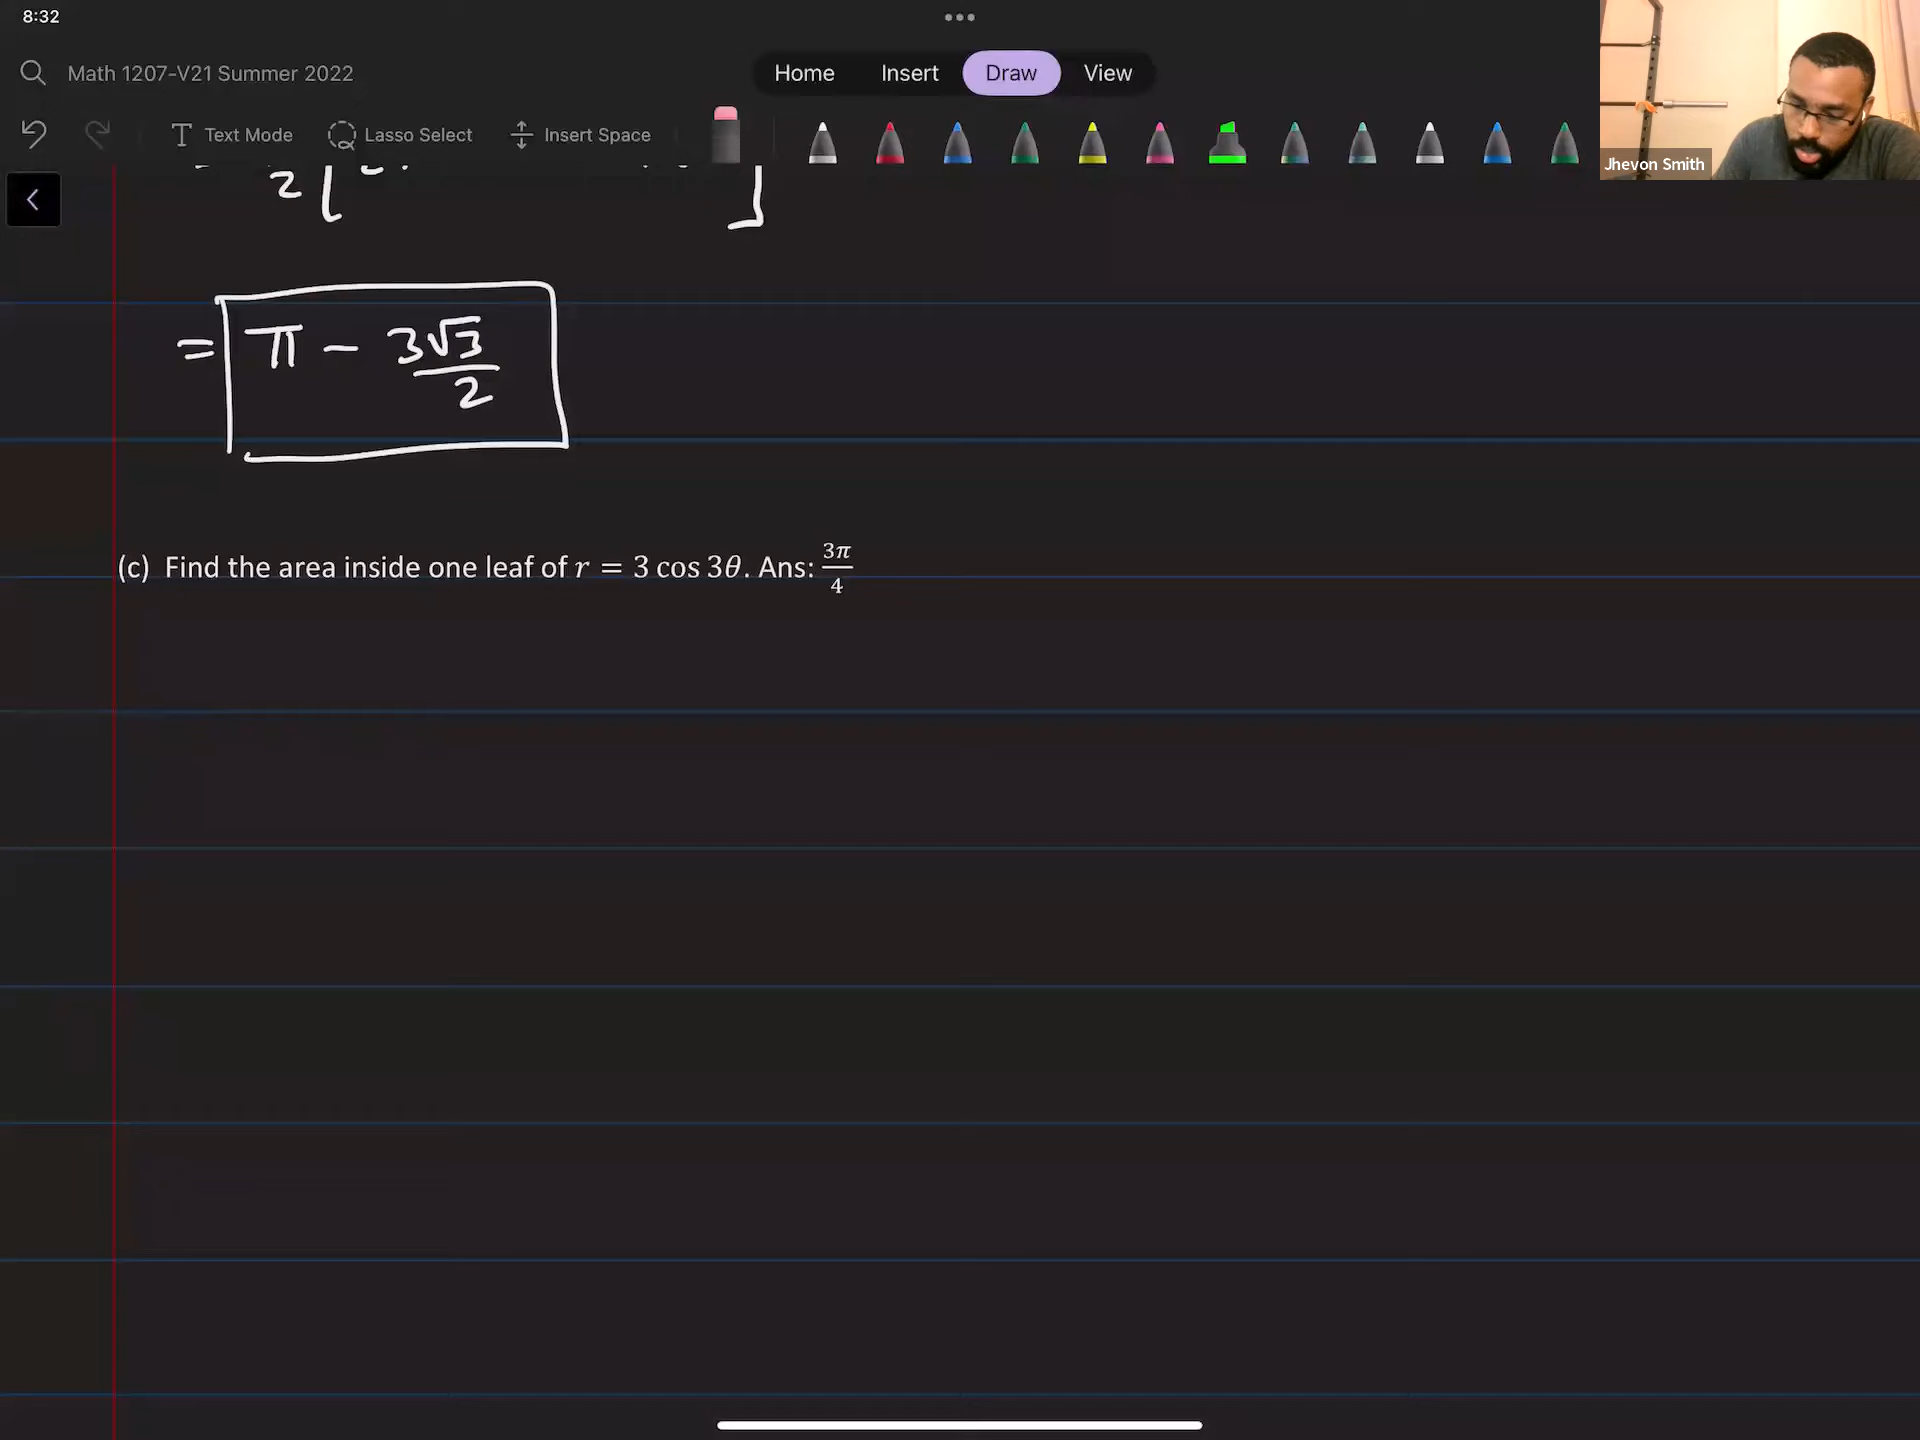 8:32
Math 1207-V21 Summer 2022
Home Insert Draw View
Text Mode Lasso Select Insert Space
Jhevon Smith
2 [ ]
= π − 3√3/2
(c) Find the area inside one leaf of r = 3 cos 3θ. Ans: 3π/4